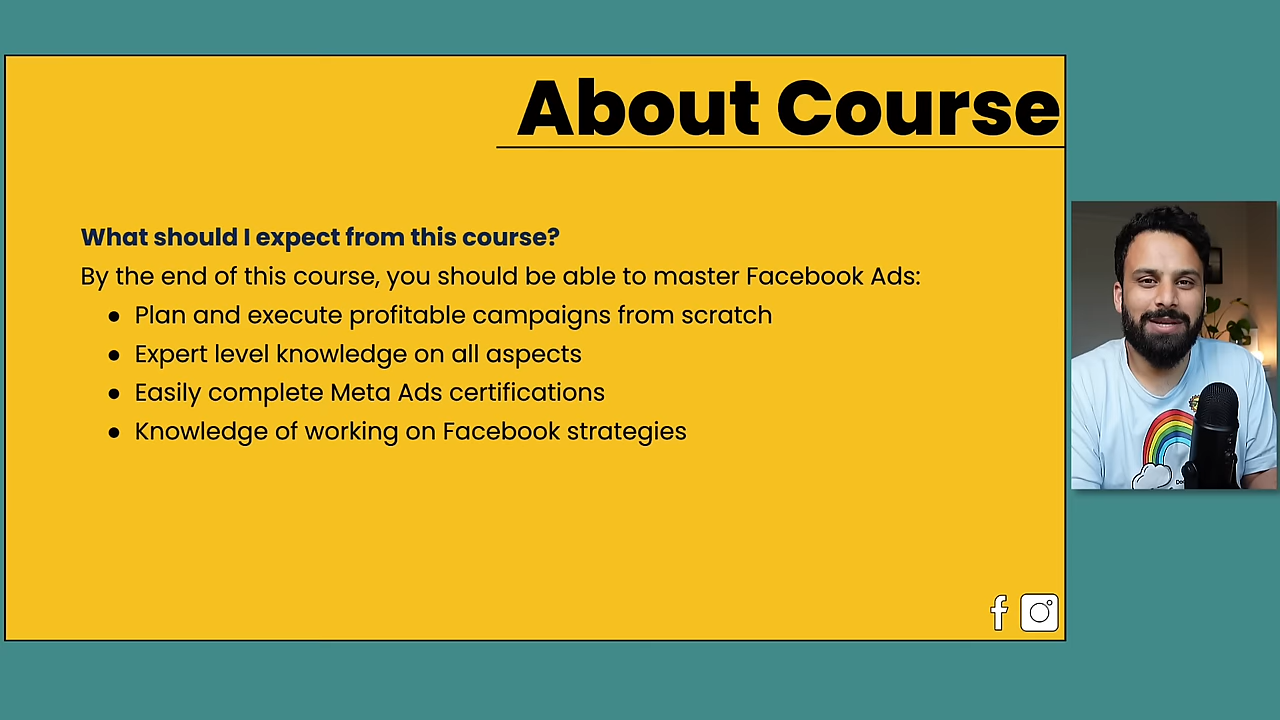 About Course
What should I expect from this course?
By the end of this course, you should be able to master Facebook Ads:
● Plan and execute profitable campaigns from scratch
● Expert level knowledge on all aspects
● Easily complete Meta Ads certifications
● Knowledge of working on Facebook strategies